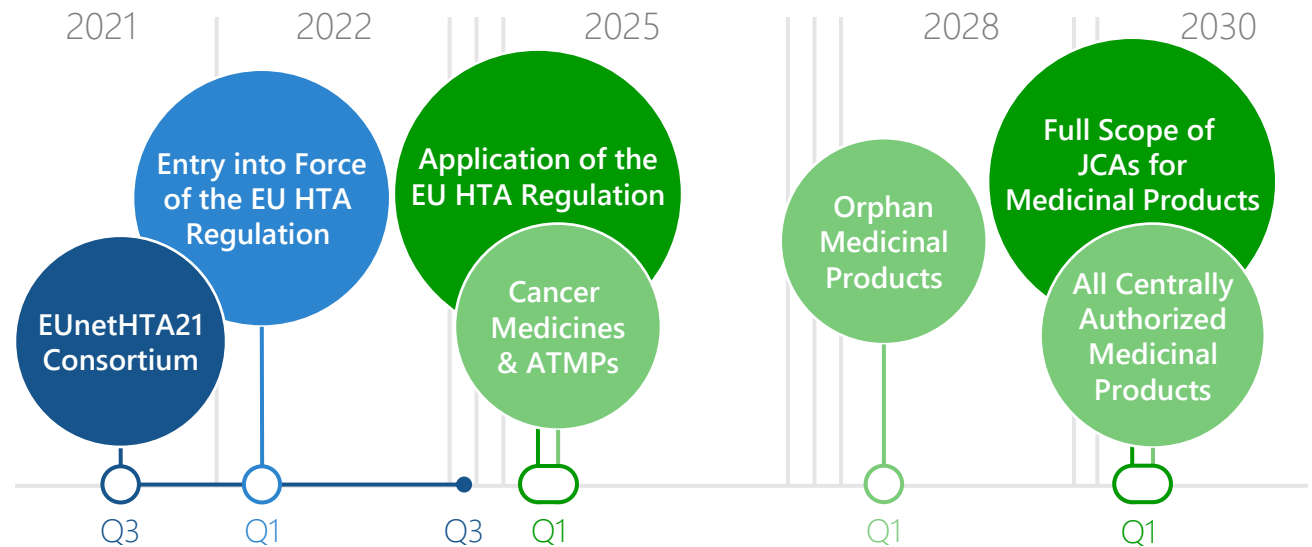 2021
2022
2025
2028
2030
EUnetHTA21
Consortium
Entry into Force
of the EU HTA
Regulation
Application of the
EU HTA Regulation
Cancer
Medicines
& ATMPs
Orphan
Medicinal
Products
Full Scope of
JCAs for
Medicinal Products
All Centrally
Authorized
Medicinal
Products
Q3
Q1
Q3
Q1
Q1
Q1